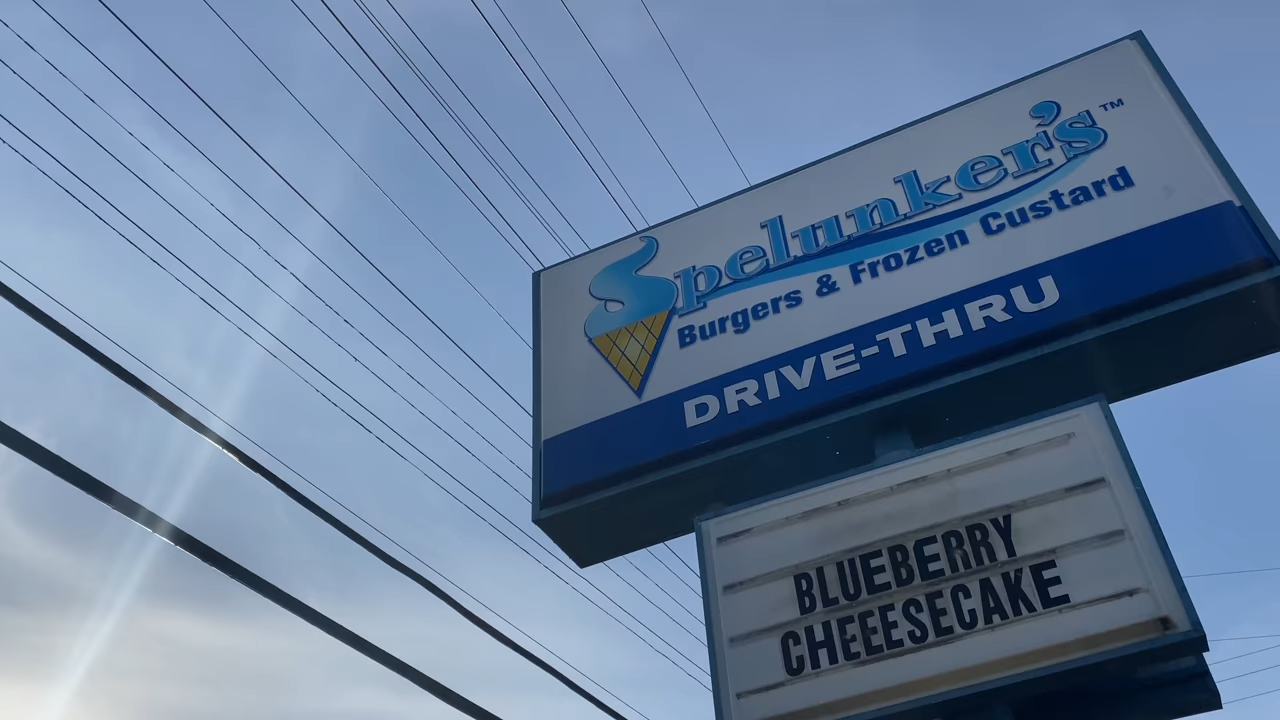 Spelunker's™
Burgers & Frozen Custard
DRIVE-THRU
BLUEBERRY
CHEEESECAKE